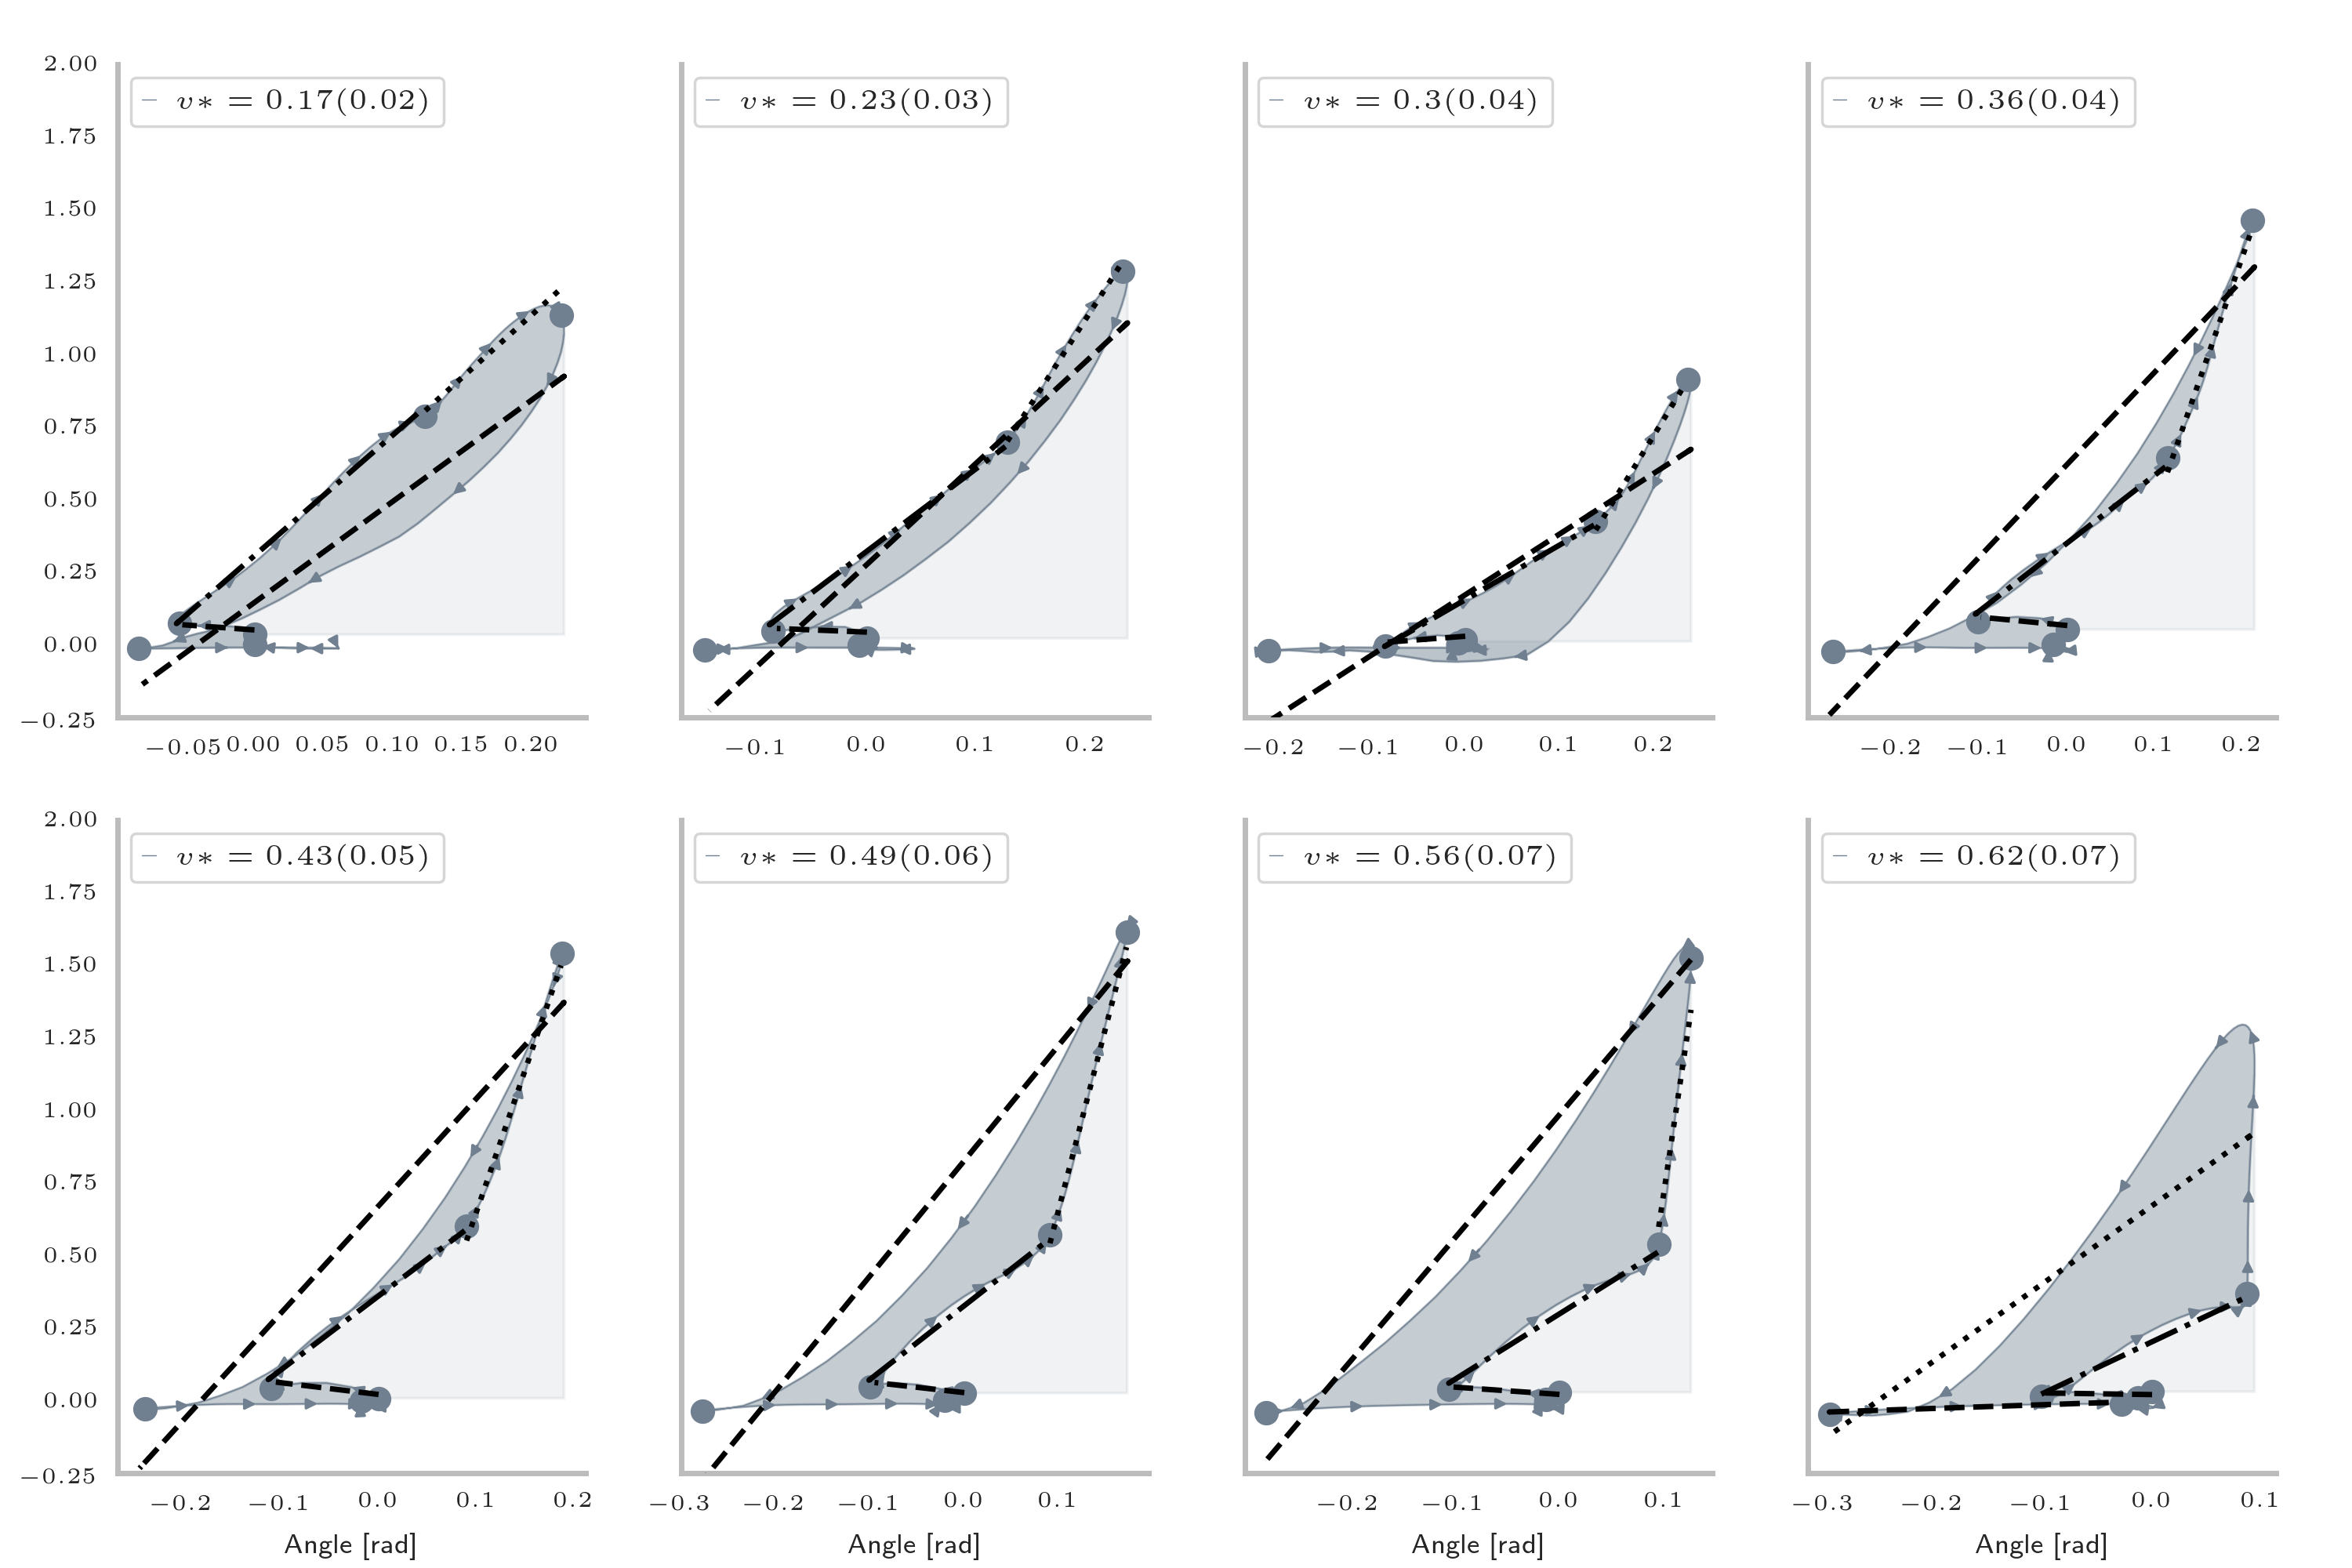 2.00
1.75
1.50
1.25
1.00
0.75
0.50
0.25
0.00
−0.25
v∗ = 0.17(0.02)
−0.05 0.00 0.05 0.10 0.15 0.20
v∗ = 0.23(0.03)
−0.1 0.0 0.1 0.2
v∗ = 0.3(0.04)
−0.2 −0.1 0.0 0.1 0.2
v∗ = 0.36(0.04)
−0.2 −0.1 0.0 0.1 0.2
2.00
1.75
1.50
1.25
1.00
0.75
0.50
0.25
0.00
−0.25
v∗ = 0.43(0.05)
−0.2 −0.1 0.0 0.1 0.2
Angle [rad]
v∗ = 0.49(0.06)
−0.3 −0.2 −0.1 0.0 0.1
Angle [rad]
v∗ = 0.56(0.07)
−0.2 −0.1 0.0 0.1
Angle [rad]
v∗ = 0.62(0.07)
−0.3 −0.2 −0.1 0.0 0.1
Angle [rad]